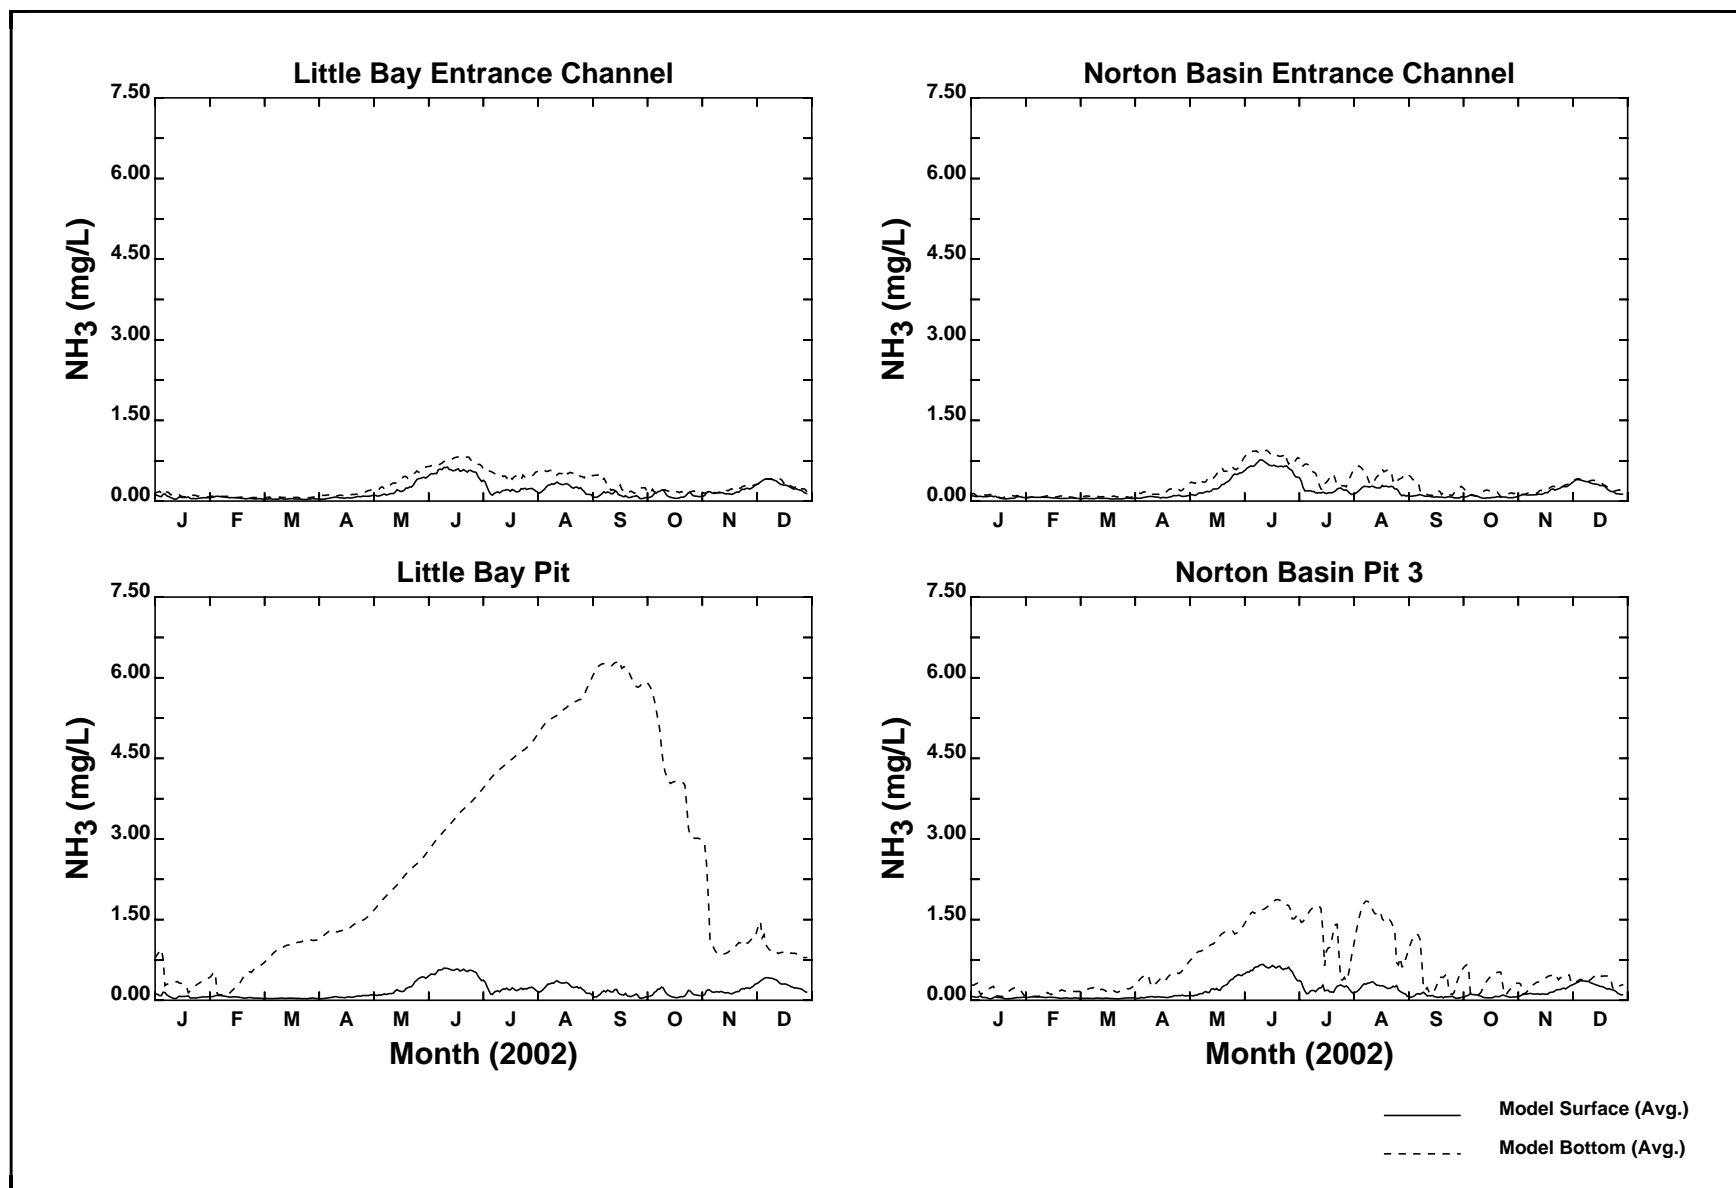 Little Bay Entrance Channel
7.50
6.00
4.50
3.00
1.50
0.00
NH3 (mg/L)
J F M A M J J A S O N D
Norton Basin Entrance Channel
7.50
6.00
4.50
3.00
1.50
0.00
NH3 (mg/L)
J F M A M J J A S O N D
Little Bay Pit
7.50
6.00
4.50
3.00
1.50
0.00
NH3 (mg/L)
J F M A M J J A S O N D
Month (2002)
Norton Basin Pit 3
7.50
6.00
4.50
3.00
1.50
0.00
NH3 (mg/L)
J F M A M J J A S O N D
Month (2002)
Model Surface (Avg.)
Model Bottom (Avg.)